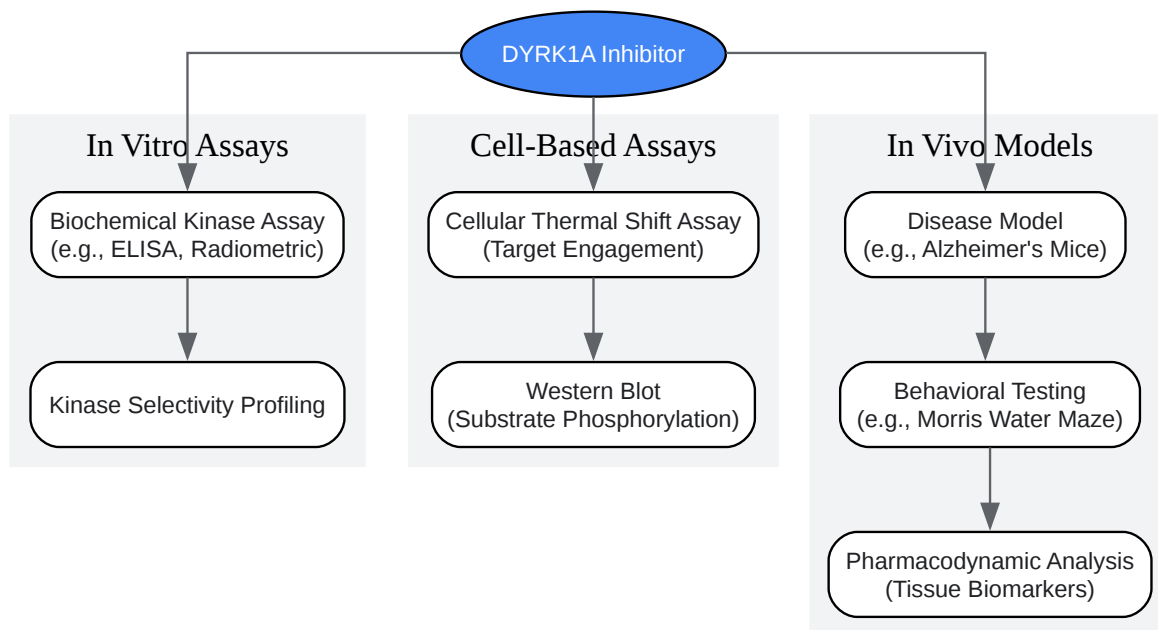 DYRK1A Inhibitor
In Vitro Assays
Biochemical Kinase Assay
(e.g., ELISA, Radiometric)
Kinase Selectivity Profiling
Cell-Based Assays
Cellular Thermal Shift Assay
(Target Engagement)
Western Blot
(Substrate Phosphorylation)
In Vivo Models
Disease Model
(e.g., Alzheimer's Mice)
Behavioral Testing
(e.g., Morris Water Maze)
Pharmacodynamic Analysis
(Tissue Biomarkers)